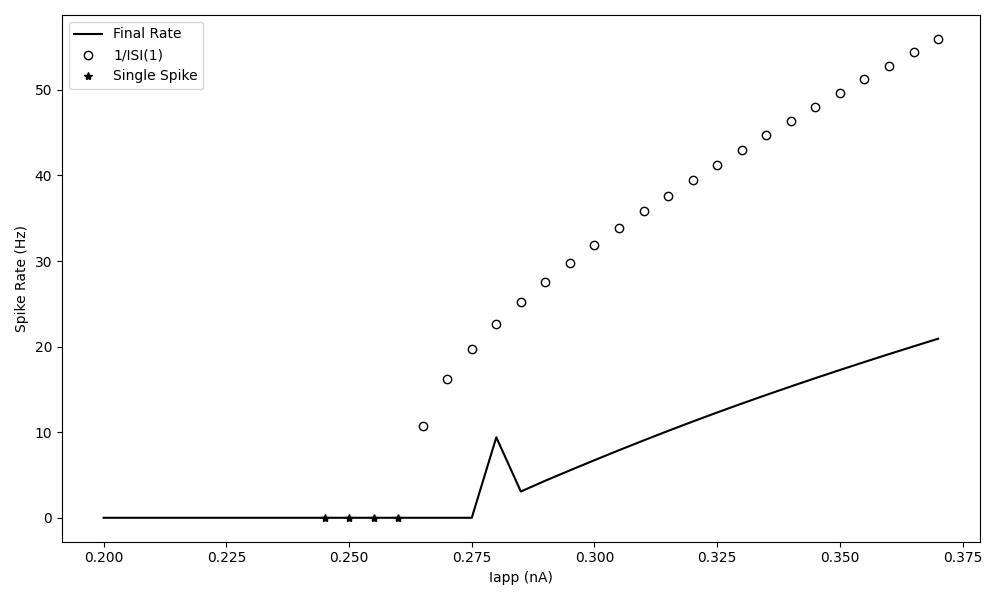 Final Rate
1/ISI(1)
Single Spike
Spike Rate (Hz)
50
40
30
20
10
0
0.200 0.225 0.250 0.275 0.300 0.325 0.350 0.375
Iapp (nA)